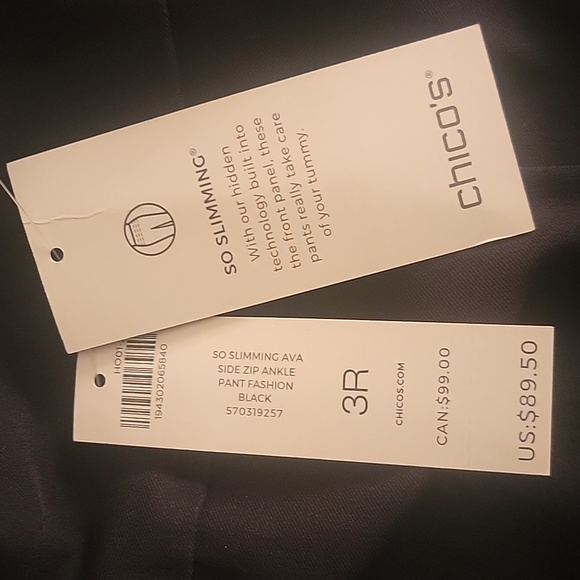 chico's®
SO SLIMMING®
With our hidden
technology built into
the front panel, these
pants really take care
of your tummy.
HO01
194302065840
SO SLIMMING AVA
SIDE ZIP ANKLE
PANT FASHION
BLACK
570319257
3R
CHICOS.COM
CAN:$99.00
US:$89.50